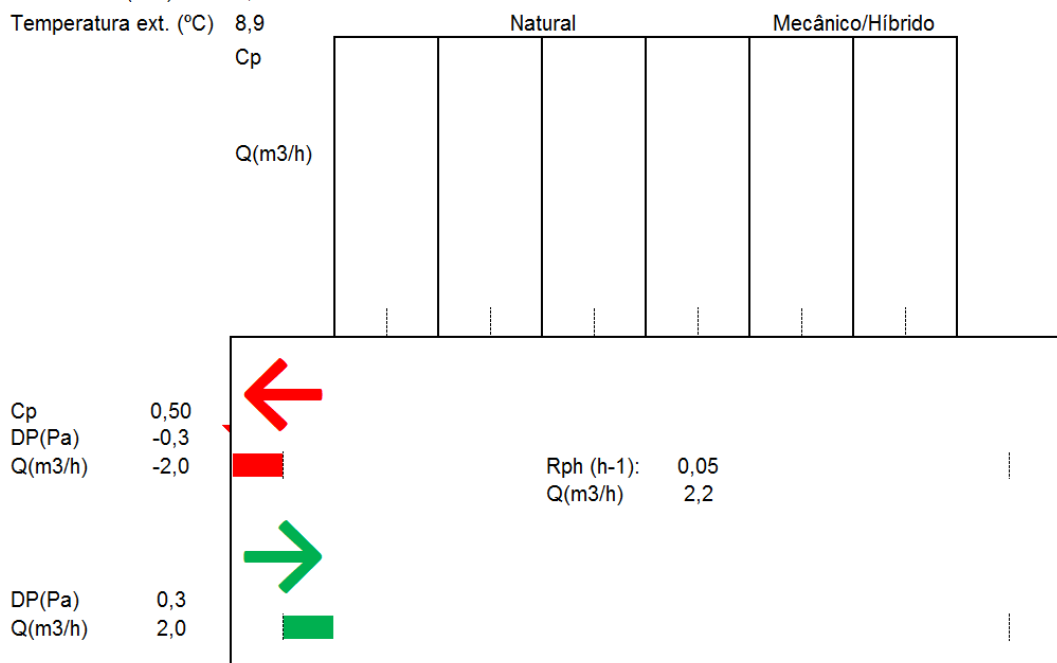 Temperatura ext. (ºC) 8,9 Natural Mecânico/Híbrido
Cp
Q(m3/h)
Cp 0,50
DP(Pa) -0,3
Q(m3/h) -2,0
Rph (h-1): 0,05
Q(m3/h) 2,2
DP(Pa) 0,3
Q(m3/h) 2,0